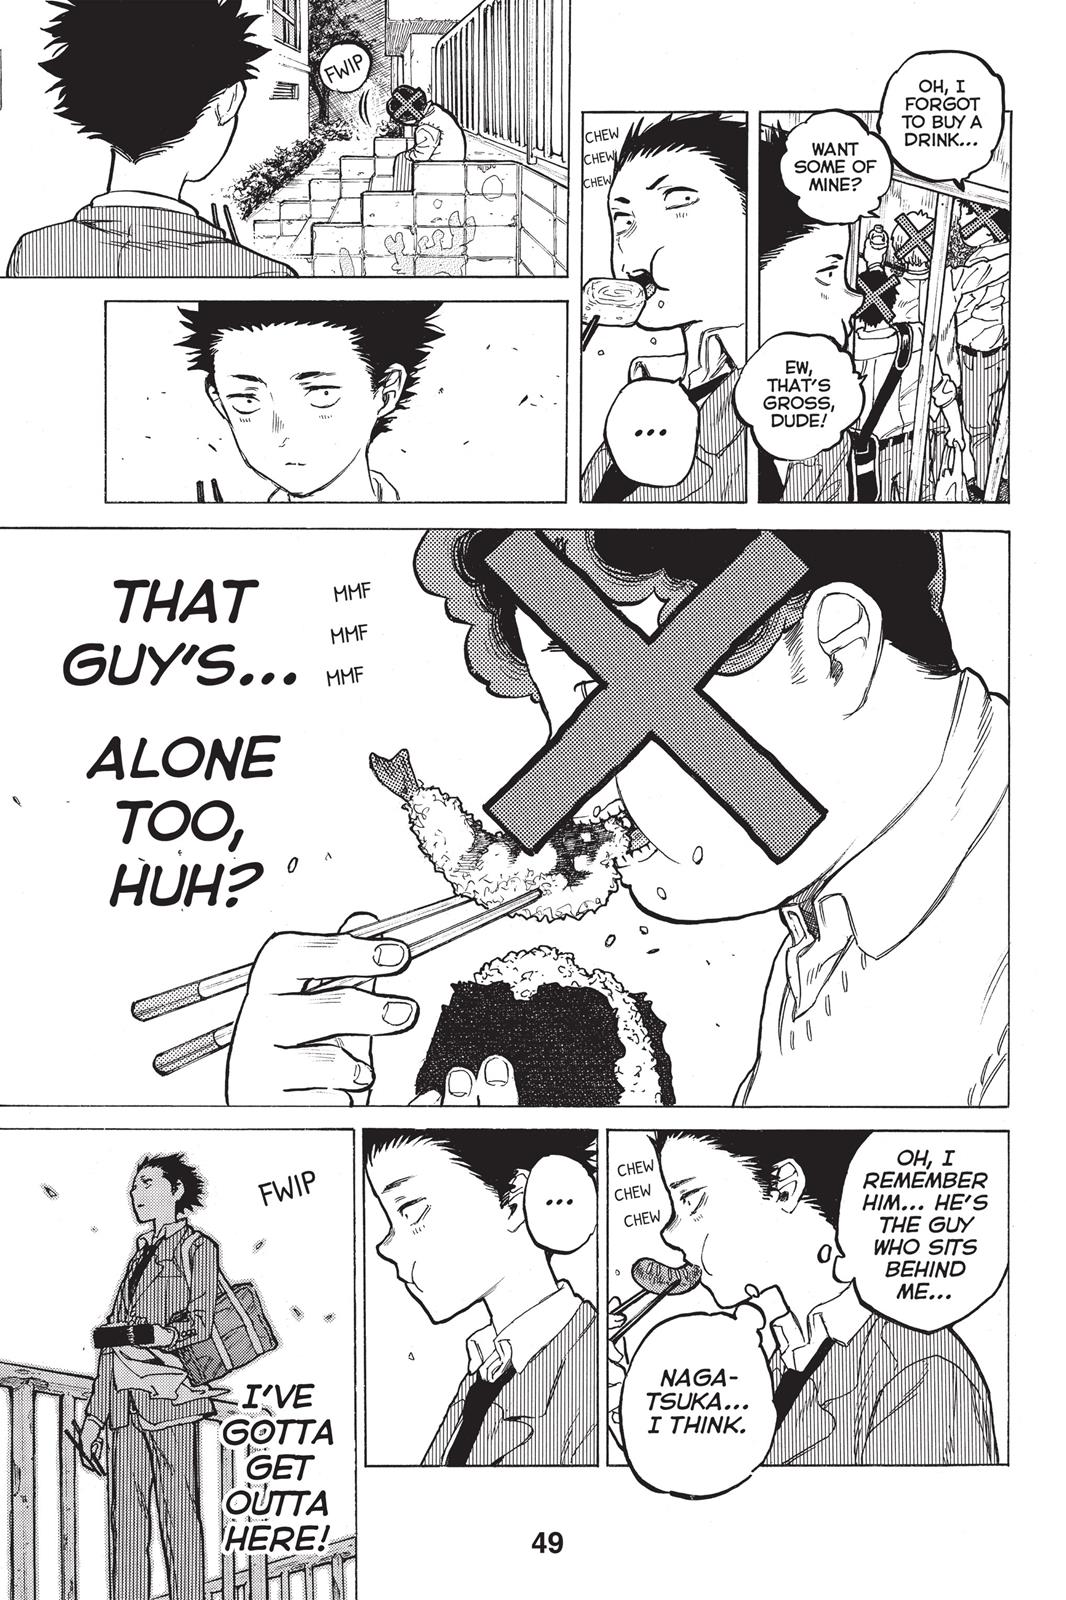 OH, I
FORGOT
TO BUY A
DRINK...
WANT
SOME OF
MINE?
EW,
THAT'S
GROSS,
DUDE!
CHEW
CHEW
CHEW
...
FWIP
THAT
GUY'S...
MMF
MMF
MMF
ALONE
TOO,
HUH?
OH, I
REMEMBER
HIM... HE'S
THE GUY
WHO SITS
BEHIND
ME...
CHEW
CHEW
CHEW
NAGA-
TSUKA...
I THINK.
...
FWIP
I'VE
GOTTA
GET
OUTTA
HERE!
49